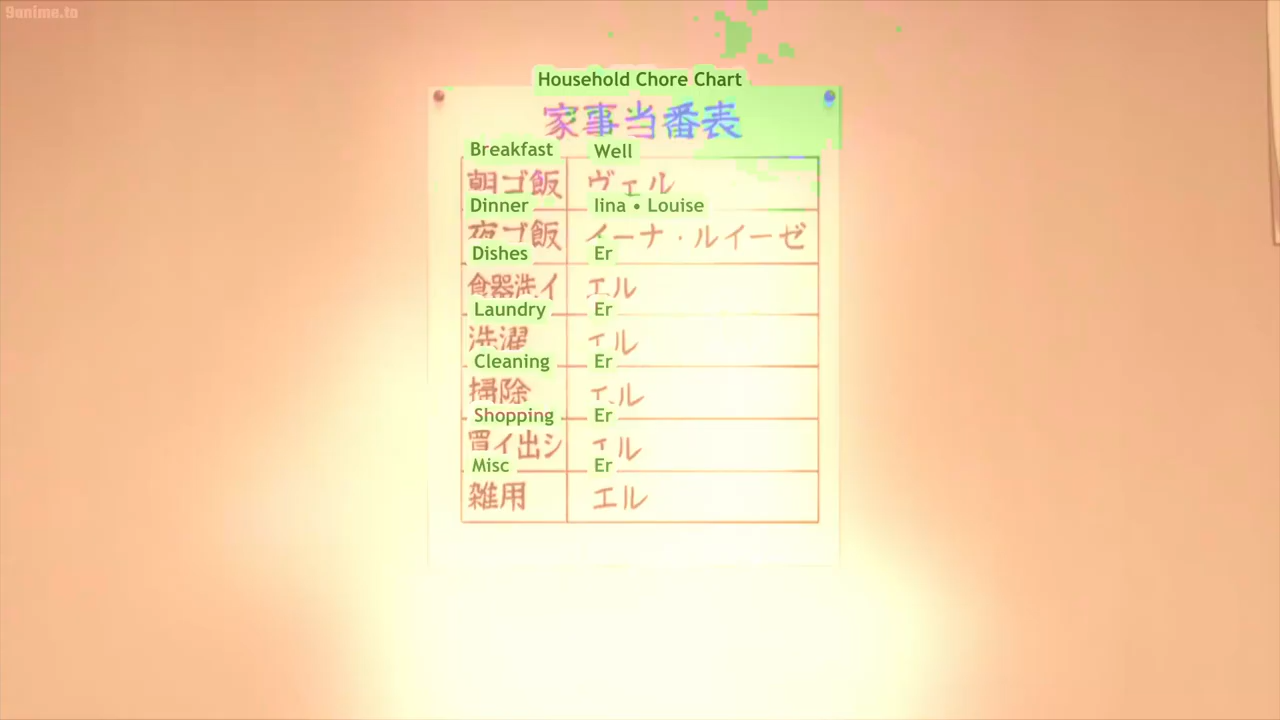 9anime.to
Household Chore Chart
家事当番表
Breakfast Well
朝ゴ飯 ヴェル
Dinner Iina • Louise
夜ゴ飯 イーナ・ルイーゼ
Dishes Er
食器洗イ エル
Laundry Er
洗濯 エル
Cleaning Er
掃除 エル
Shopping Er
買イ出シ エル
Misc Er
雑用 エル